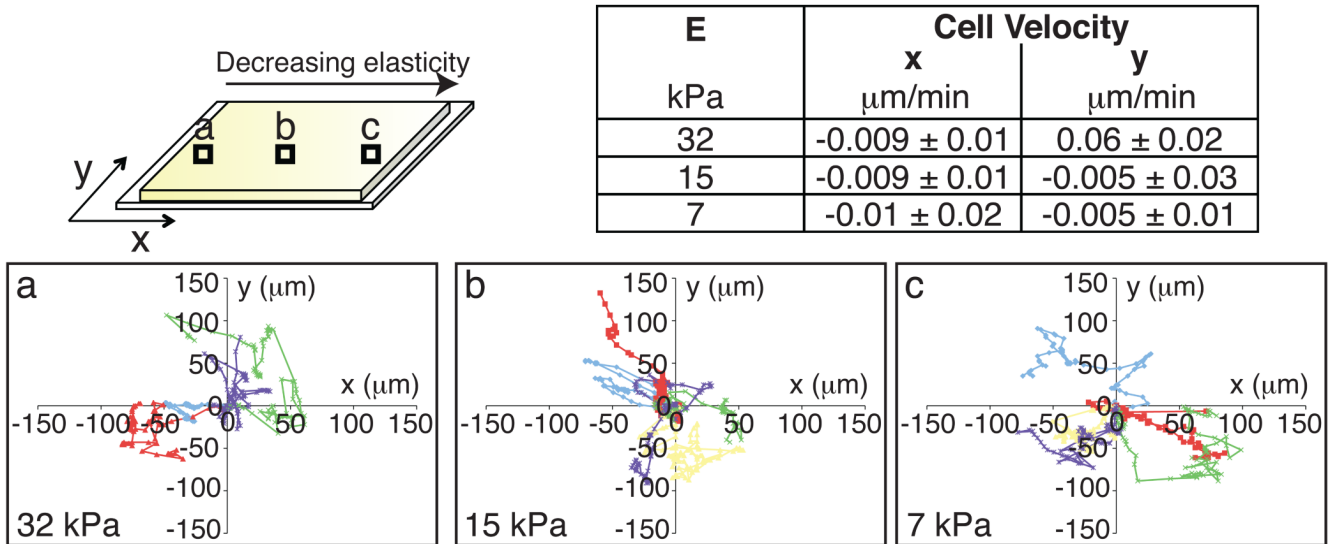 Decreasing elasticity
a b c
y
x
E Cell Velocity
x y
kPa μm/min μm/min
32 -0.009 ± 0.01 0.06 ± 0.02
15 -0.009 ± 0.01 -0.005 ± 0.03
7 -0.01 ± 0.02 -0.005 ± 0.01
a
150
y (μm)
100
50
x (μm)
0
-150 -100 -50 0 50 100 150
-50
-100
-150
32 kPa
b
150
y (μm)
100
50
x (μm)
0
-150 -100 -50 0 50 100 150
-50
-100
-150
15 kPa
c
150
y (μm)
100
50
x (μm)
0
-150 -100 -50 0 50 100 150
-50
-100
-150
7 kPa